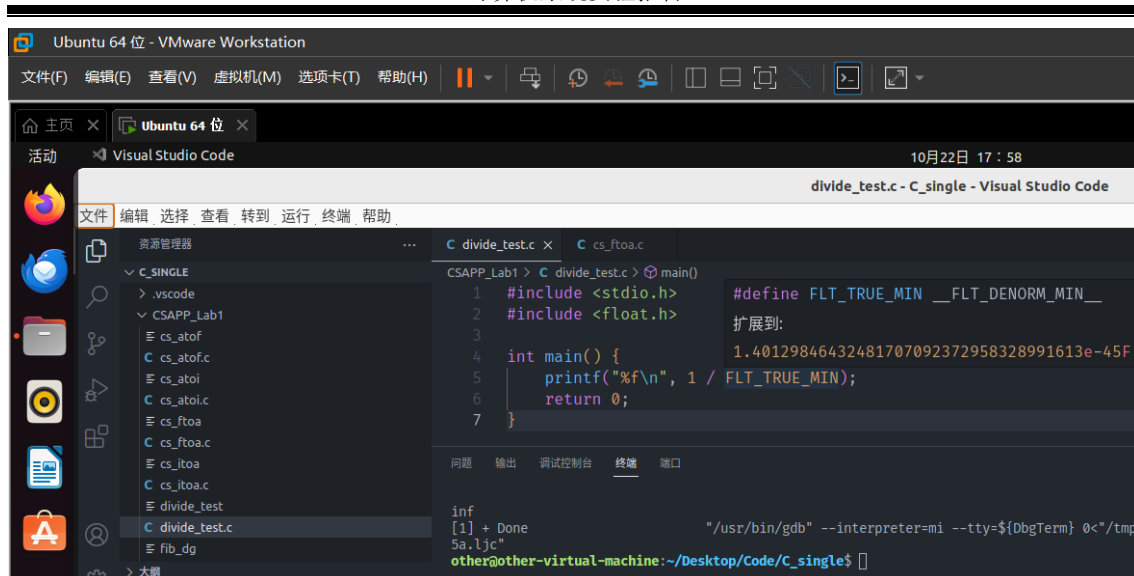 Ubuntu 64 位 - VMware Workstation
文件(F) 编辑(E) 查看(V) 虚拟机(M) 选项卡(T) 帮助(H)
主页 Ubuntu 64 位
活动 Visual Studio Code 10月22日 17：58
divide_test.c - C_single - Visual Studio Code
文件 编辑 选择 查看 转到 运行 终端 帮助
资源管理器 ··· C divide_test.c × C cs_ftoa.c
C_SINGLE
CSAPP_Lab1 > C divide_test.c > main()
> .vscode
CSAPP_Lab1
cs_atof
C cs_atof.c
cs_atoi
C cs_atoi.c
cs_ftoa
C cs_ftoa.c
cs_itoa
C cs_itoa.c
divide_test
C divide_test.c
fib_dg
> 大纲
1 #include <stdio.h>
2 #include <float.h>
3
4 int main() {
5 printf("%f\n", 1 / FLT_TRUE_MIN);
6 return 0;
7 }
#define FLT_TRUE_MIN __FLT_DENORM_MIN__
扩展到:
1.40129846432481707092372958328991613e-45F
问题 输出 调试控制台 终端 端口
inf
[1] + Done "/usr/bin/gdb" --interpreter=mi --tty=${DbgTerm} 0<"/tmp
5a.ljc"
other@other-virtual-machine:~/Desktop/Code/C_single$